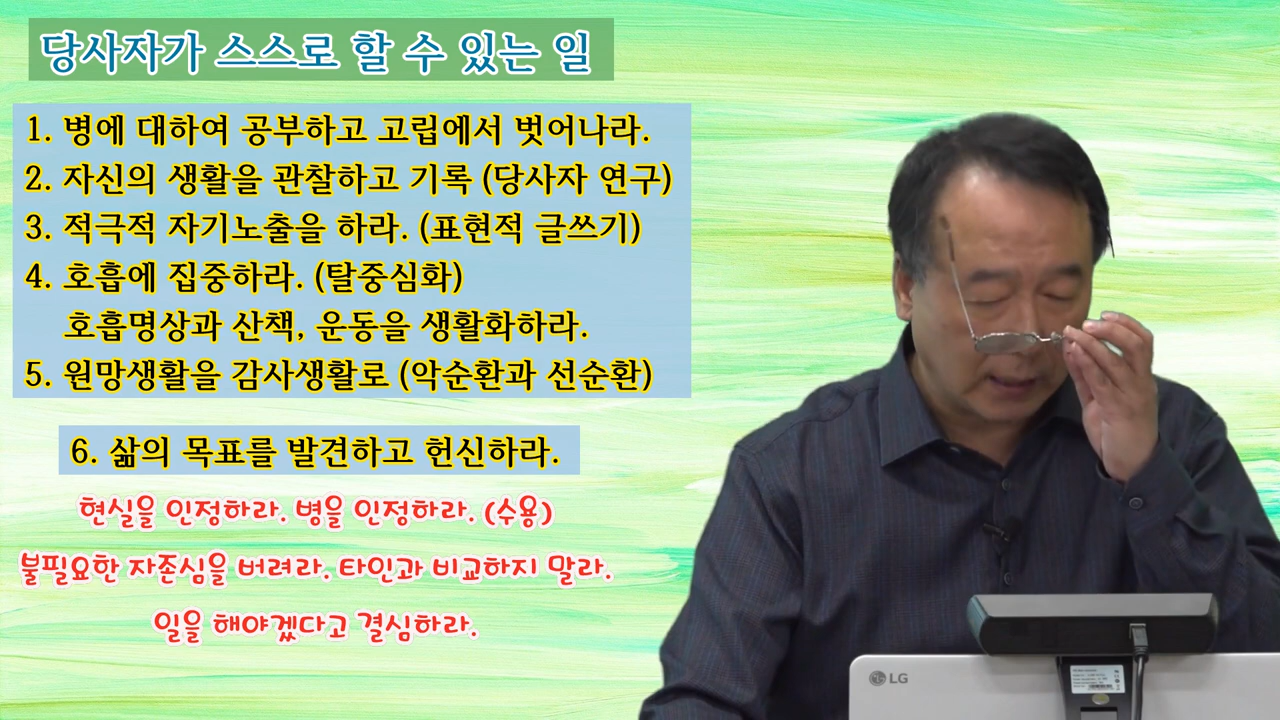 당사자가 스스로 할 수 있는 일
1. 병에 대하여 공부하고 고립에서 벗어나라.
2. 자신의 생활을 관찰하고 기록 (당사자 연구)
3. 적극적 자기노출을 하라. (표현적 글쓰기)
4. 호흡에 집중하라. (탈중심화)
호흡명상과 산책, 운동을 생활화하라.
5. 원망생활을 감사생활로 (악순환과 선순환)
6. 삶의 목표를 발견하고 헌신하라.
현실을 인정하라. 병을 인정하라. (수용)
불필요한 자존심을 버려라. 타인과 비교하지 말라.
일을 해야겠다고 결심하라.
LG